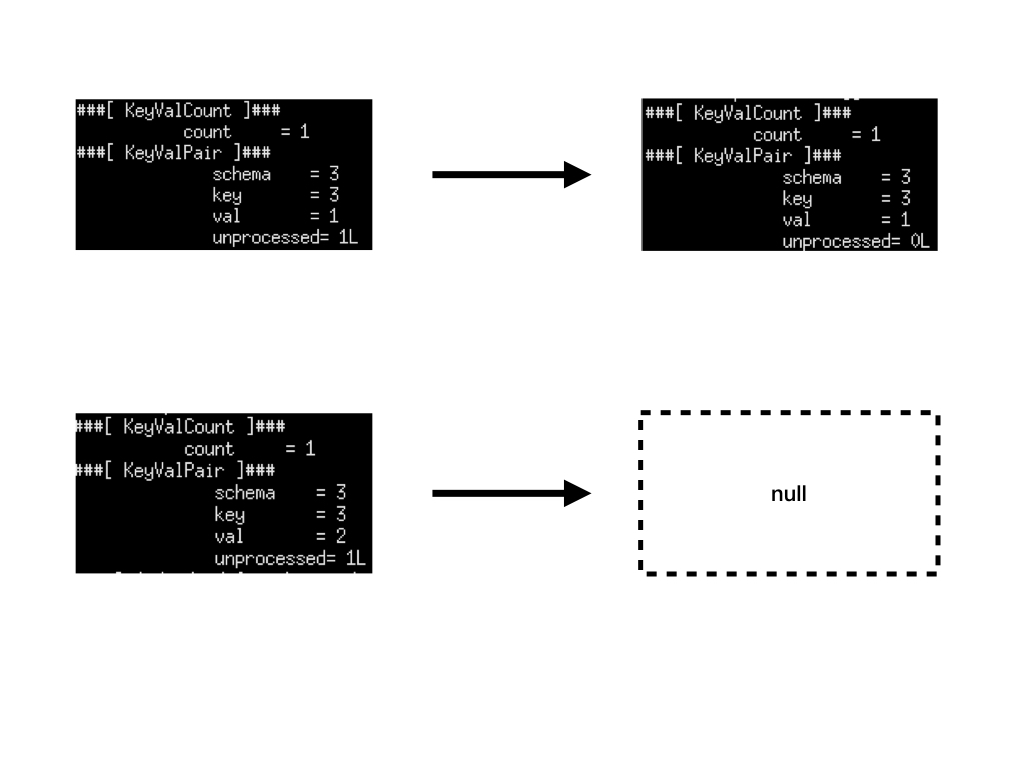 ###[ KeyValCount ]###
count = 1
###[ KeyValPair ]###
schema = 3
key = 3
val = 1
unprocessed= 1L
###[ KeyValCount ]###
count = 1
###[ KeyValPair ]###
schema = 3
key = 3
val = 1
unprocessed= 0L
###[ KeyValCount ]###
count = 1
###[ KeyValPair ]###
schema = 3
key = 3
val = 2
unprocessed= 1L
null